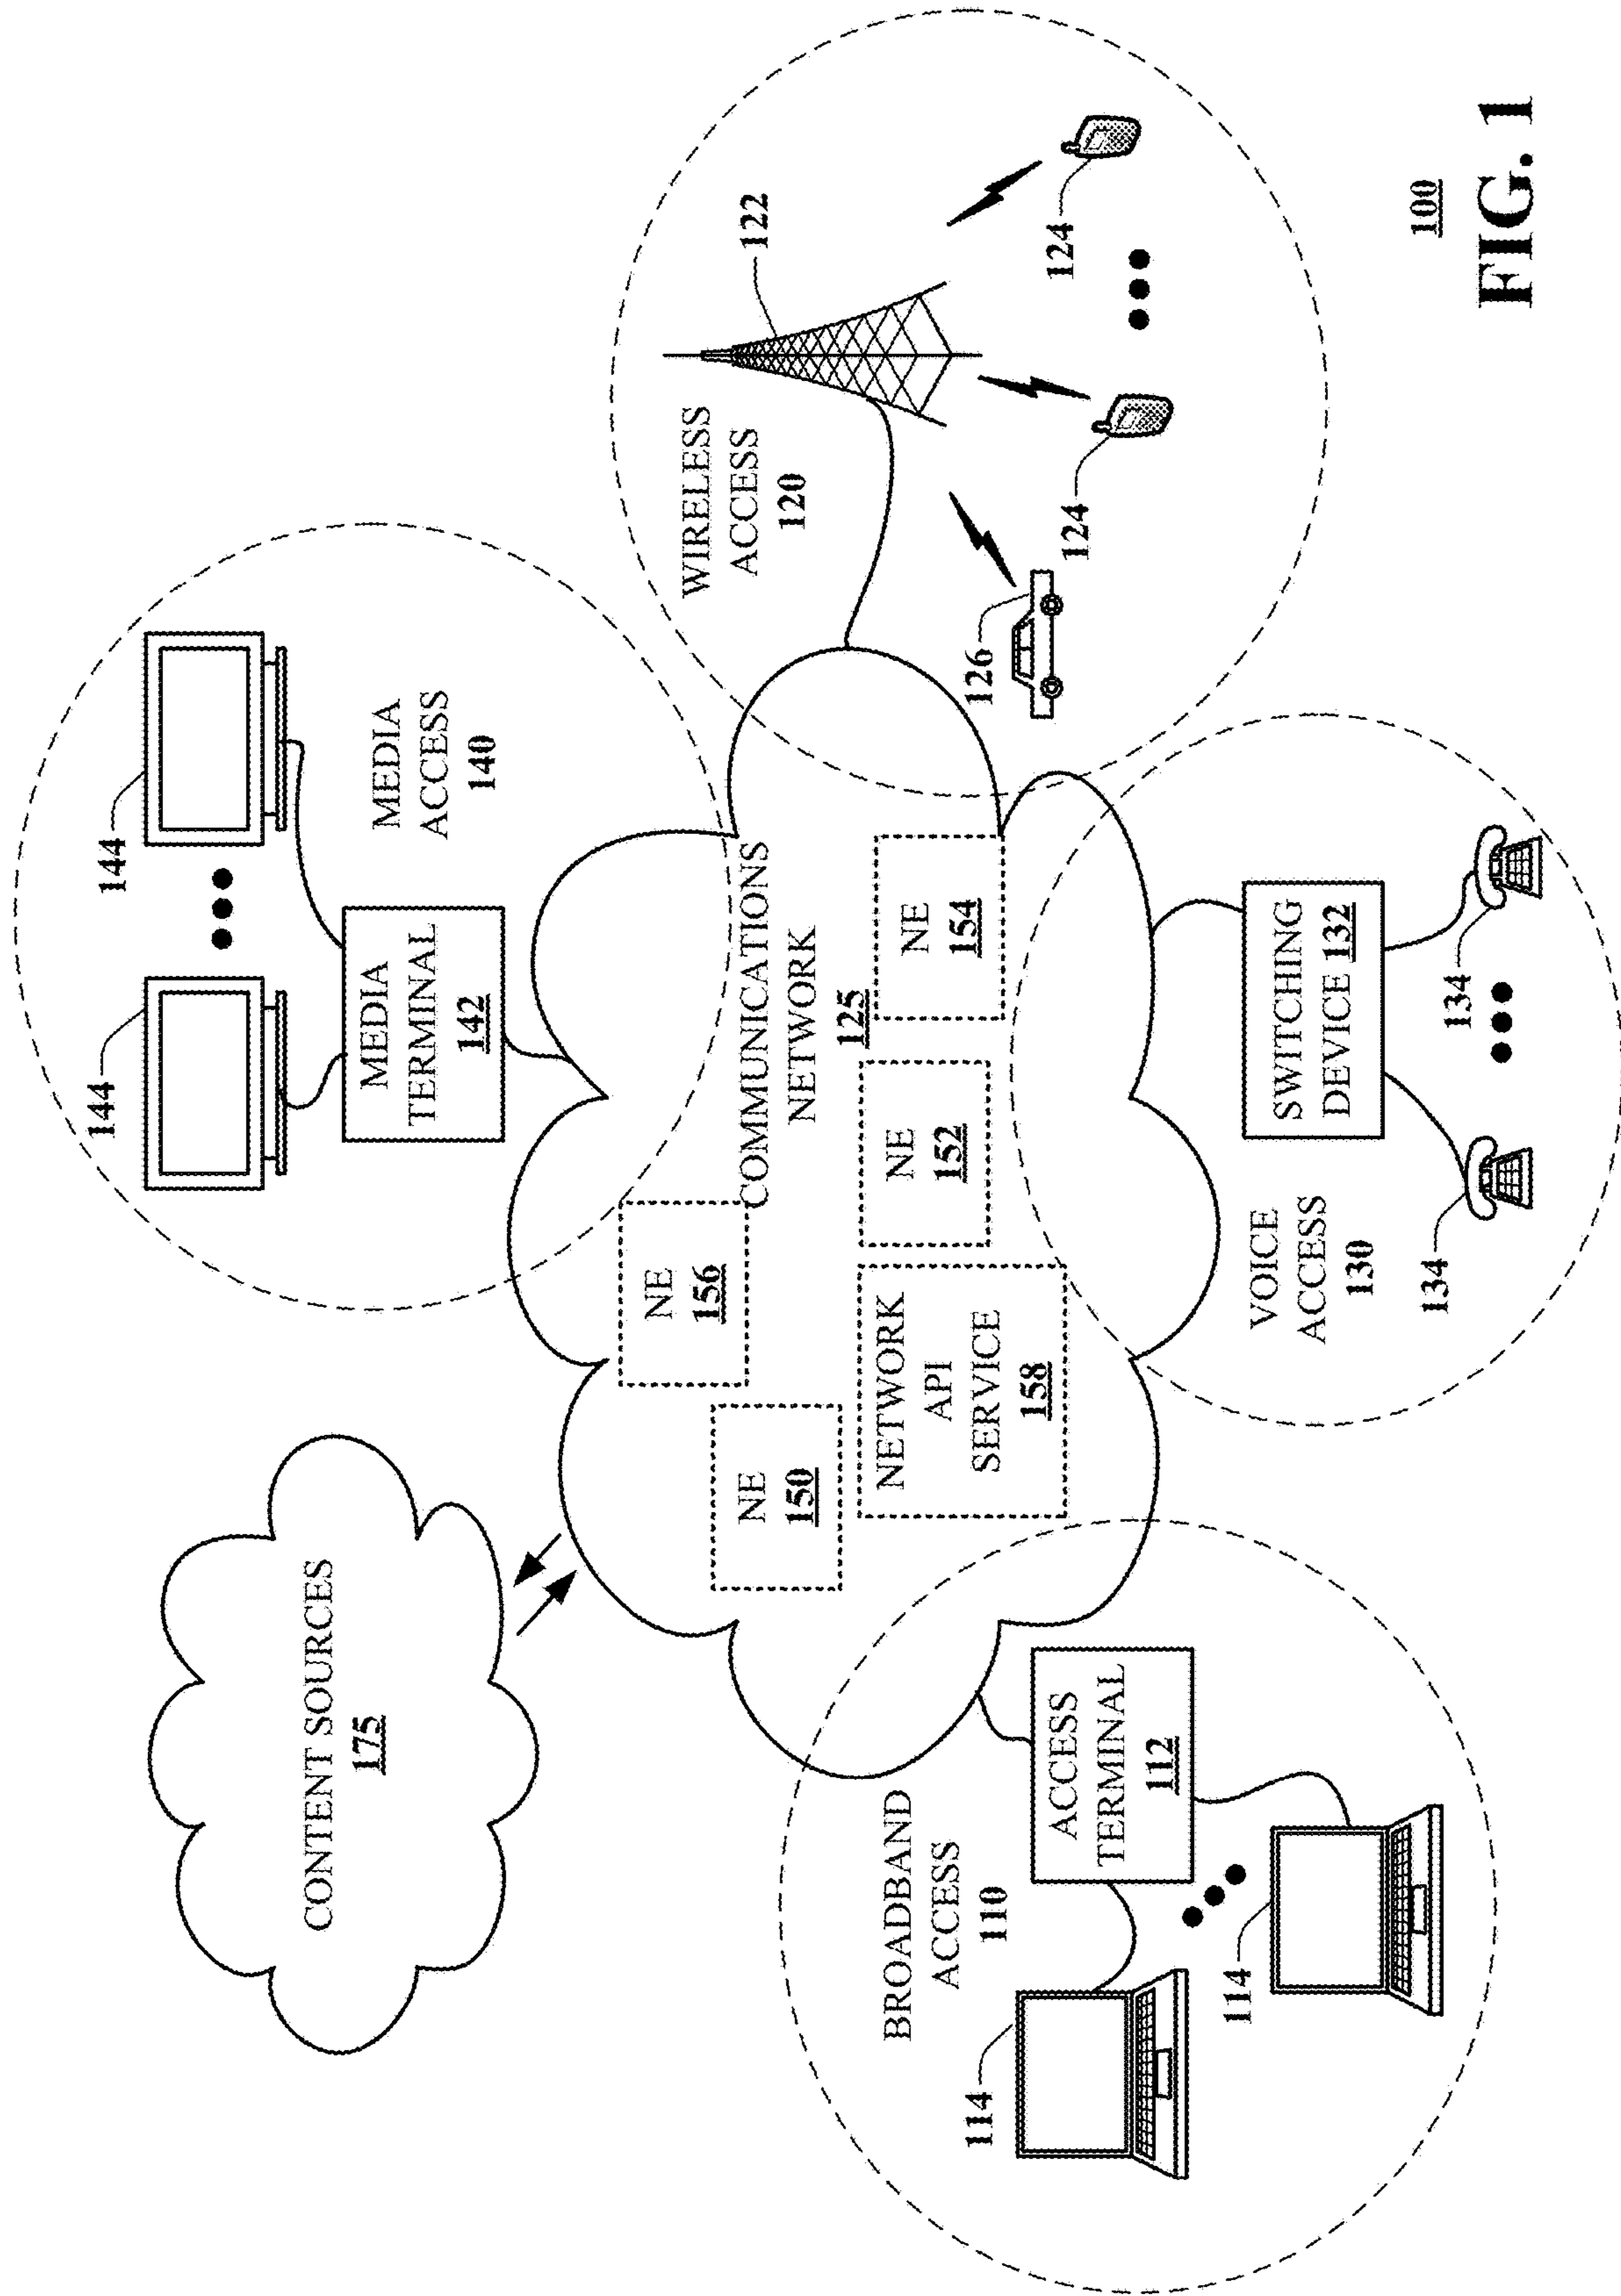 CONTENT SOURCES
175
144
144
MEDIA
TERMINAL
142
MEDIA
ACCESS
140
NE
150
NE
156
COMMUNICATIONS
NETWORK
125
NETWORK
API
SERVICE
158
NE
152
NE
154
WIRELESS
ACCESS
120
122
126
124
124
BROADBAND
ACCESS
110
ACCESS
TERMINAL
112
114
114
VOICE
ACCESS
130
SWITCHING
DEVICE 132
134
134
100
FIG. 1